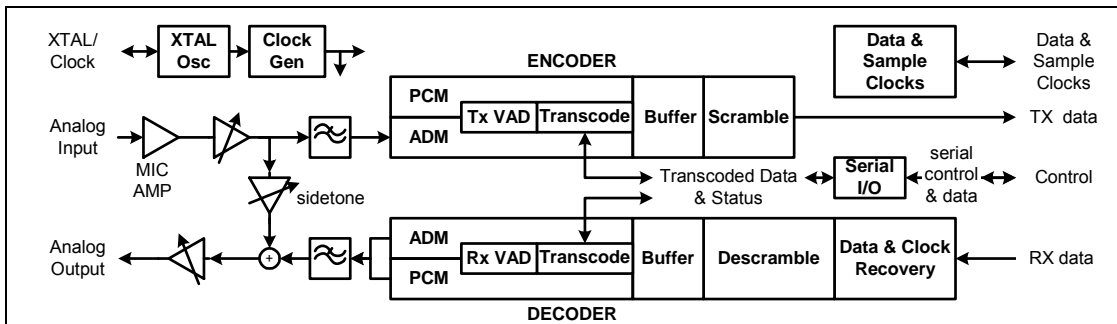 XTAL/
Clock
XTAL
Osc
Clock
Gen
ENCODER
Data &
Sample
Clocks
Data &
Sample
Clocks
Analog
Input
MIC
AMP
PCM
ADM
Tx VAD
Transcode
Buffer
Scramble
TX data
sidetone
Transcoded Data
& Status
Serial
I/O
serial
control
& data
Control
Analog
Output
+
ADM
PCM
Rx VAD
Transcode
Buffer
Descramble
Data & Clock
Recovery
RX data
DECODER